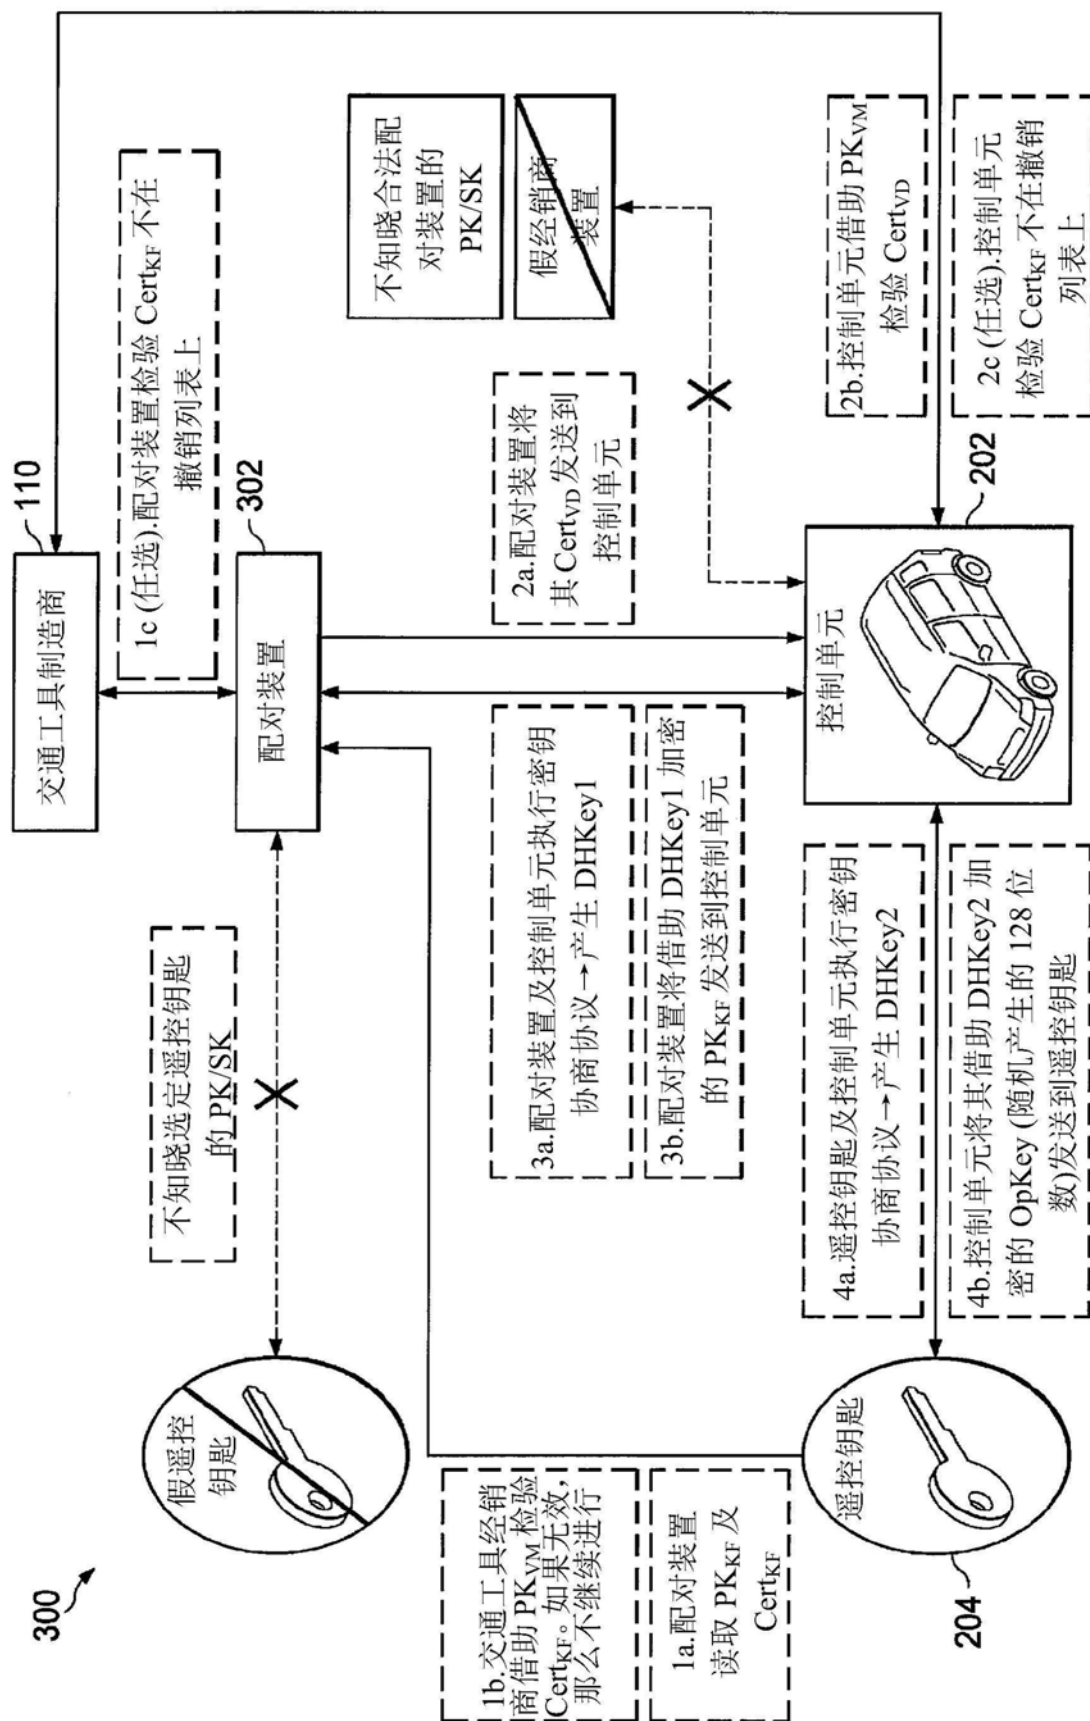 300
交通工具制造商
110
1c (任选).配对装置检验 CertKF 不在
撤销列表上
配对装置
302
不知晓选定遥控钥匙
的 PK/SK
假遥控
钥匙
不知晓合法配
对装置的
PK/SK
假经销商
装置
1b.交通工具经销
商借助 PKVM 检验
CertKF。如果无效,
那么不继续进行
1a.配对装置
读取 PKKF 及
CertKF
2a.配对装置将
其 CertVD 发送到
控制单元
3a.配对装置及控制单元执行密钥
协商协议→产生 DHKey1
3b.配对装置将借助 DHKey1 加密
的 PKKF 发送到控制单元
2b.控制单元借助 PKVM
检验 CertVD
2c (任选).控制单元
检验 CertKF 不在撤销
列表上
遥控钥匙
204
4a.遥控钥匙及控制单元执行密钥
协商协议→产生 DHKey2
4b.控制单元将其借助 DHKey2 加
密的 OpKey (随机产生的 128 位
数)发送到遥控钥匙
控制单元
202